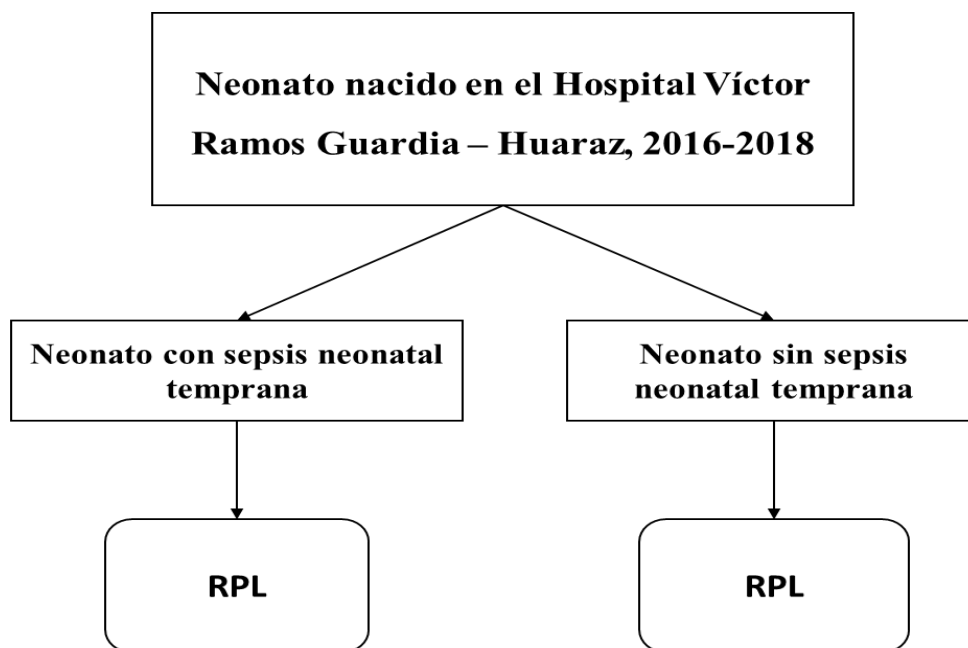 Neonato nacido en el Hospital Víctor
Ramos Guardia – Huaraz, 2016-2018
Neonato con sepsis neonatal
temprana
Neonato sin sepsis
neonatal temprana
RPL
RPL